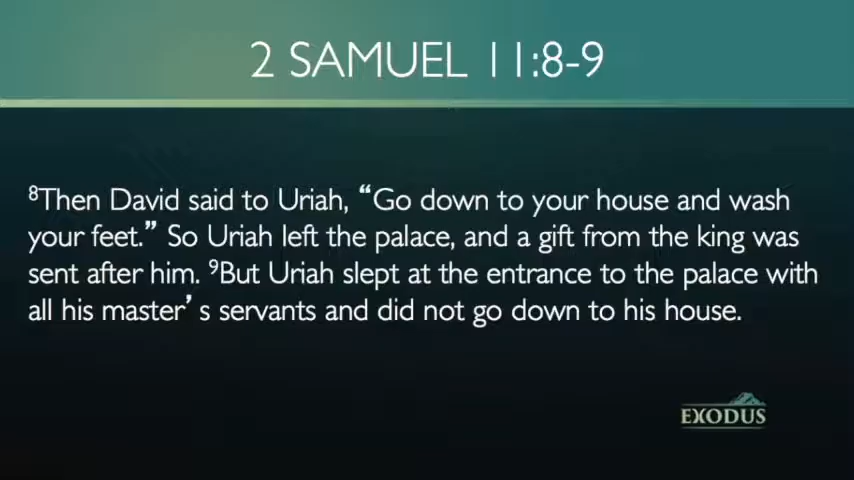 2 SAMUEL 11:8-9
⁸Then David said to Uriah, “Go down to your house and wash
your feet.” So Uriah left the palace, and a gift from the king was
sent after him. ⁹But Uriah slept at the entrance to the palace with
all his master’s servants and did not go down to his house.
EXODUS